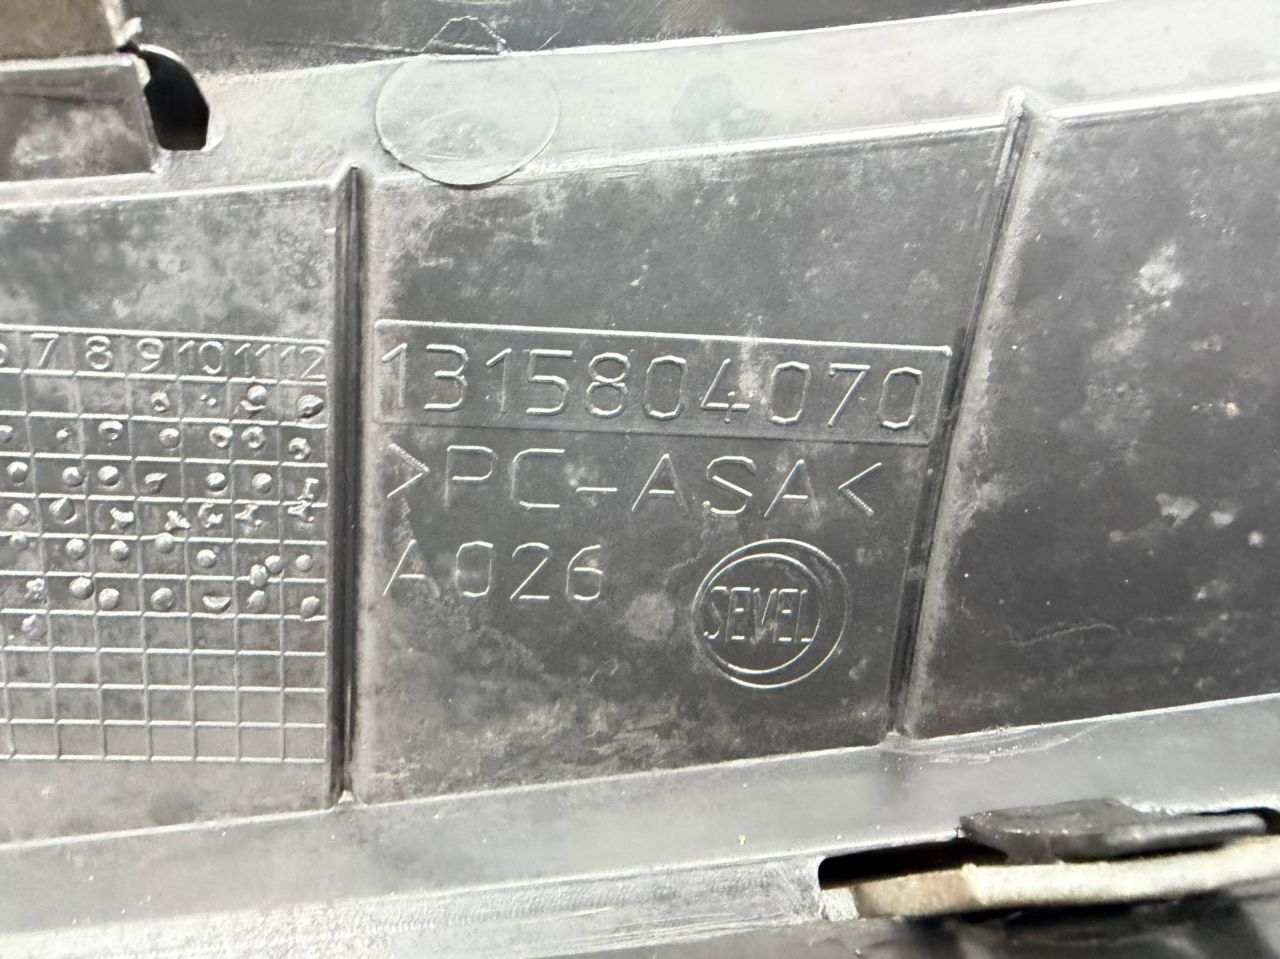 7 8 9 10 11 12
1315804070
>PC-ASA<
A026
SEVEL